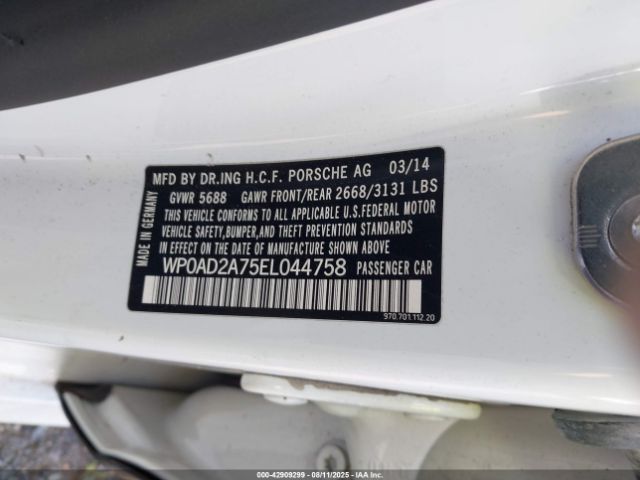 MFD BY DR.ING H.C.F. PORSCHE AG 03/14
GVWR 5688 GAWR FRONT/REAR 2668/3131 LBS
THIS VEHICLE CONFORMS TO ALL APPLICABLE U.S.FEDERAL MOTOR
VEHICLE SAFETY,BUMPER,AND THEFT PREVENTION STANDARDS
IN EFFECT ON THE DATE OF MANUFACTURE SHOWN ABOVE.
WP0AD2A75EL044758 PASSENGER CAR
970.701.112.20
MADE IN GERMANY
000-42909299 - 08/11/2025 - IAAI.COM